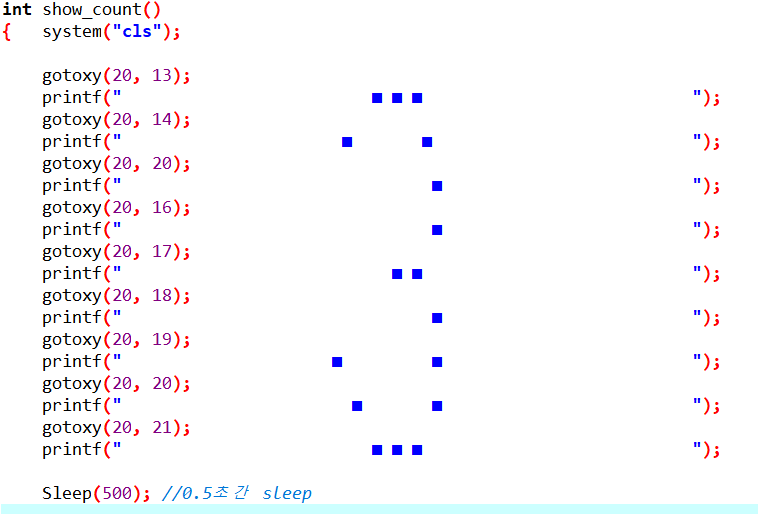 int show_count()
{   system("cls");
    gotoxy(20, 13);
    printf("                         ■ ■ ■                           ");
    gotoxy(20, 14);
    printf("                      ■       ■                          ");
    gotoxy(20, 20);
    printf("                               ■                         ");
    gotoxy(20, 16);
    printf("                               ■                         ");
    gotoxy(20, 17);
    printf("                           ■ ■                           ");
    gotoxy(20, 18);
    printf("                               ■                         ");
    gotoxy(20, 19);
    printf("                     ■         ■                         ");
    gotoxy(20, 20);
    printf("                       ■       ■                         ");
    gotoxy(20, 21);
    printf("                         ■ ■ ■                           ");
    Sleep(500); //0.5초간 sleep